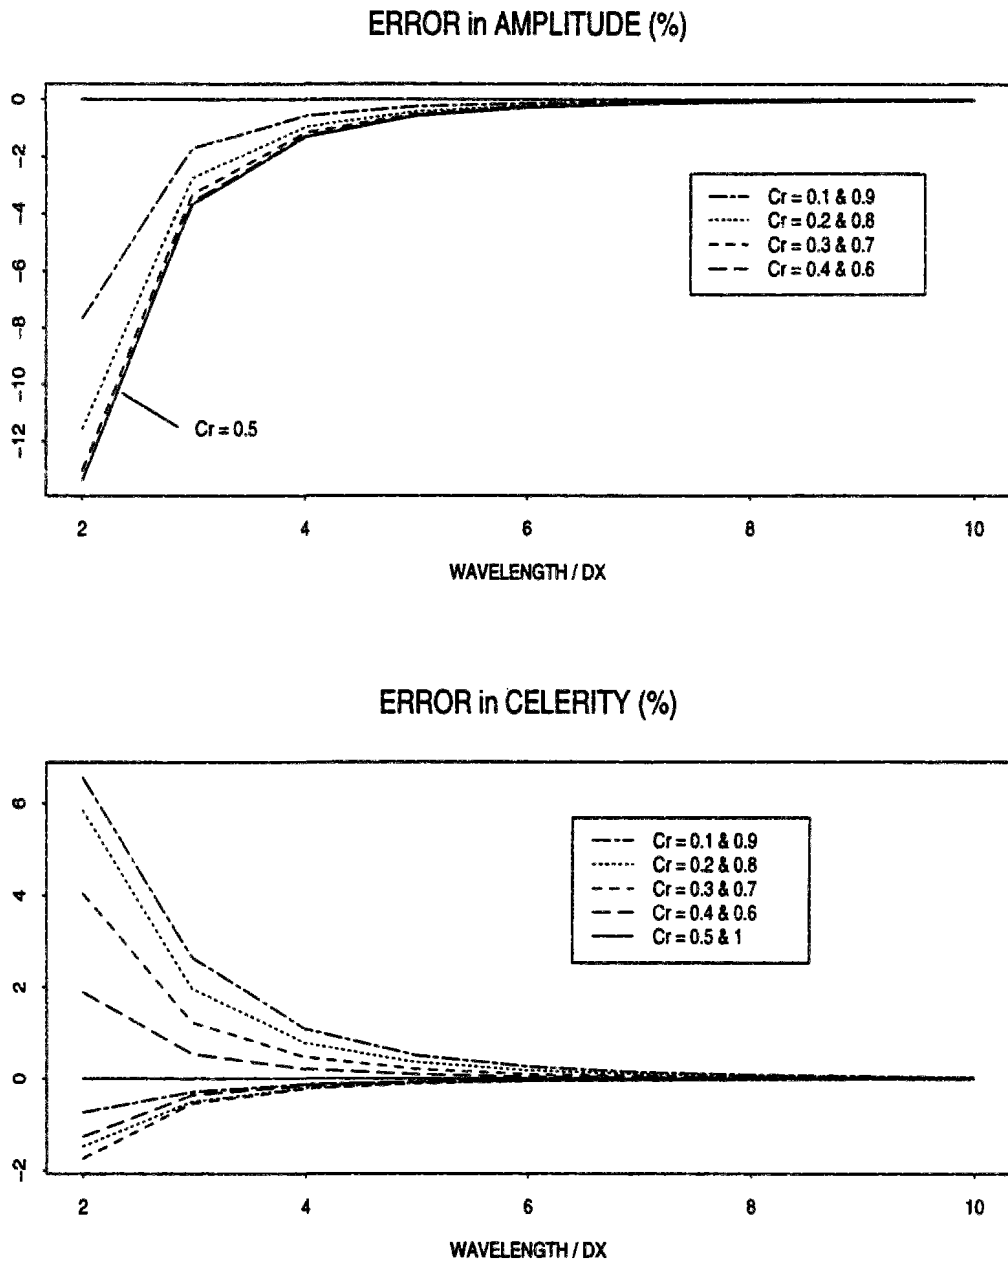 ERROR in AMPLITUDE (%)
0
-2
-4
-6
-8
-10
-12
Cr = 0.1 & 0.9
Cr = 0.2 & 0.8
Cr = 0.3 & 0.7
Cr = 0.4 & 0.6
Cr = 0.5
2 4 6 8 10
WAVELENGTH / DX
ERROR in CELERITY (%)
6
4
2
0
-2
Cr = 0.1 & 0.9
Cr = 0.2 & 0.8
Cr = 0.3 & 0.7
Cr = 0.4 & 0.6
Cr = 0.5 & 1
2 4 6 8 10
WAVELENGTH / DX